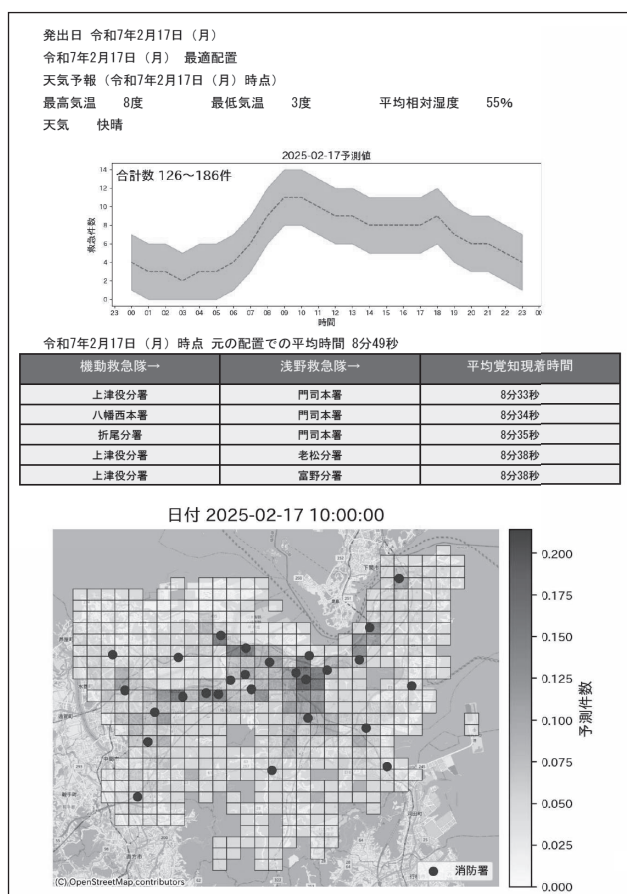 発出日 令和7年2月17日（月）
令和7年2月17日（月） 最適配置
天気予報（令和7年2月17日（月）時点）
最高気温 8度 最低気温 3度 平均相対湿度 55%
天気 快晴
2025-02-17予測値
合計数 126～186件
14
12
10
8
6
4
2
0
救急件数
23 00 01 02 03 04 05 06 07 08 09 10 11 12 13 14 15 16 17 18 19 20 21 22 23 00
時間
令和7年2月17日（月）時点 元の配置での平均時間 8分49秒
機動救急隊→ 浅野救急隊→ 平均覚知現着時間
上津役分署 門司本署 8分33秒
八幡西本署 門司本署 8分34秒
折尾分署 門司本署 8分35秒
上津役分署 老松分署 8分38秒
上津役分署 富野分署 8分38秒
日付 2025-02-17 10:00:00
0.200
0.175
0.150
0.125
0.100
0.075
0.050
0.025
0.000
予測件数
消防署
(C) OpenStreetMap contributors